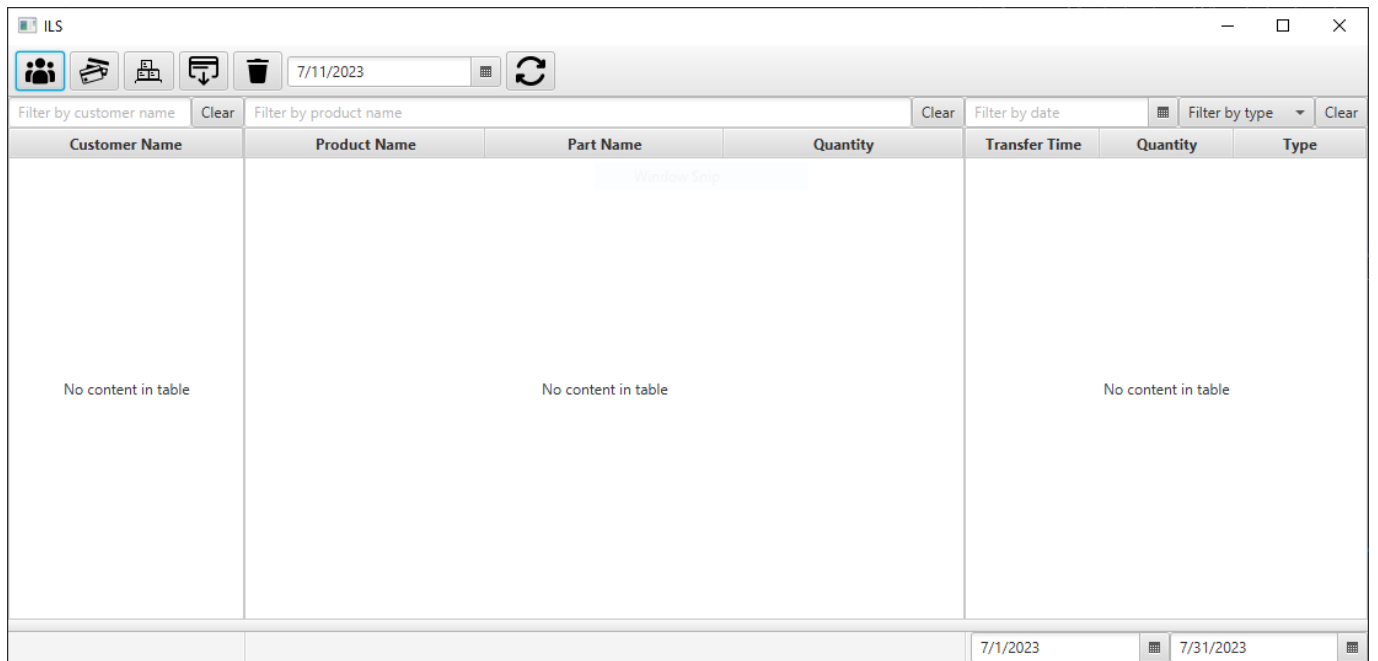 ILS
7/11/2023
Filter by customer name Clear Filter by product name Clear Filter by date Filter by type Clear
Customer Name Product Name Part Name Quantity Transfer Time Quantity Type
Window Snip
No content in table No content in table No content in table
7/1/2023 7/31/2023